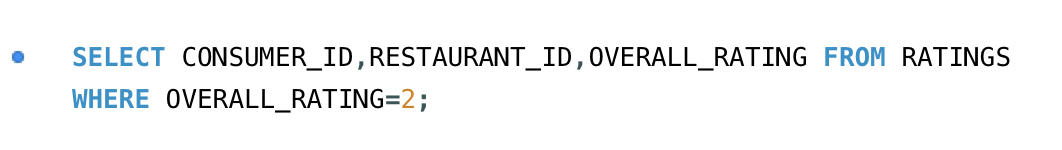 SELECT CONSUMER_ID,RESTAURANT_ID,OVERALL_RATING FROM RATINGS
WHERE OVERALL_RATING=2;